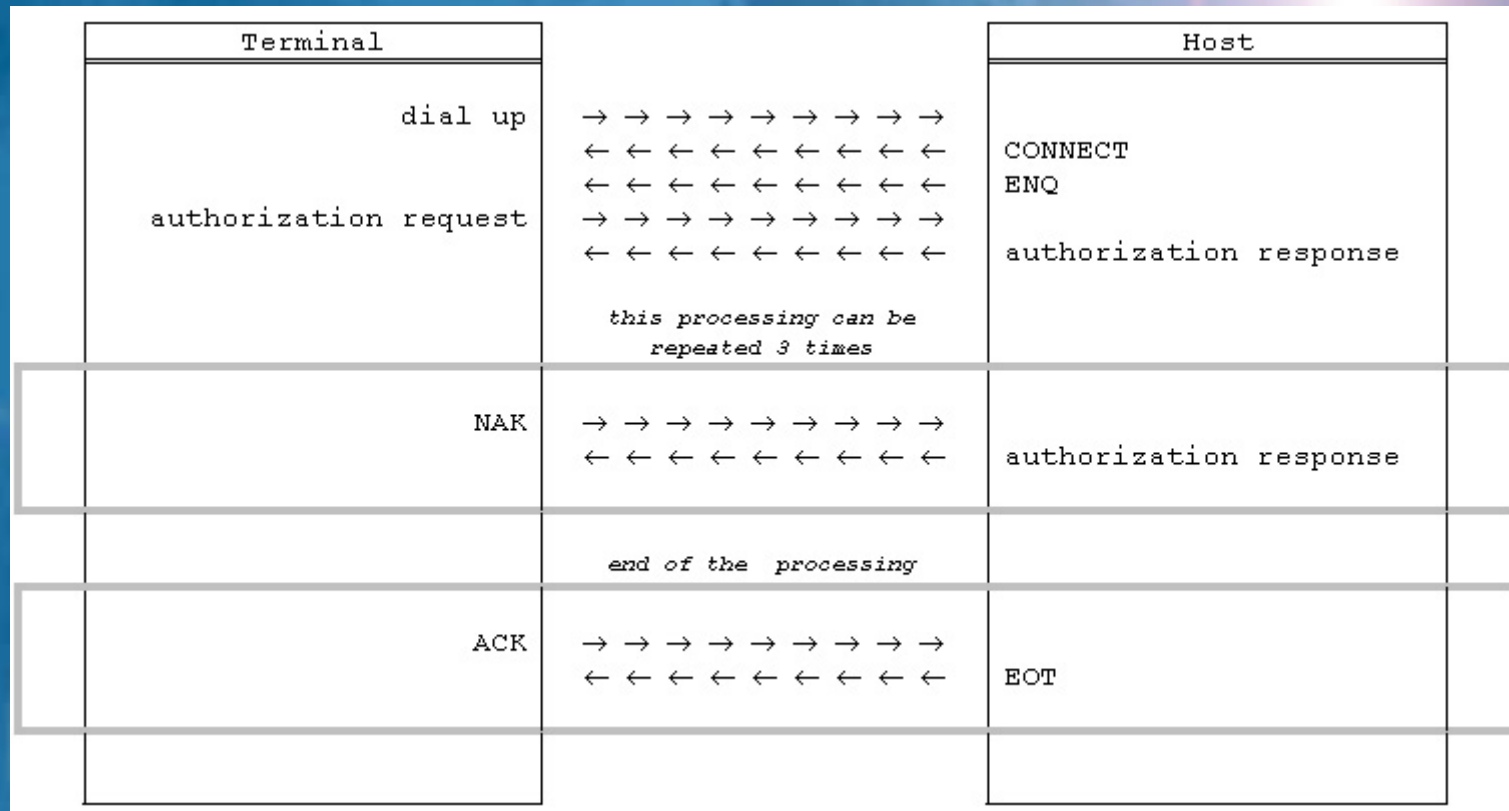 Terminal Host
dial up → → → → → → → → →
← ← ← ← ← ← ← ← ← CONNECT
← ← ← ← ← ← ← ← ← ENQ
authorization request → → → → → → → → →
← ← ← ← ← ← ← ← ← authorization response
this processing can be
repeated 3 times
NAK → → → → → → → → →
← ← ← ← ← ← ← ← ← authorization response
end of the processing
ACK → → → → → → → → →
← ← ← ← ← ← ← ← ← EOT